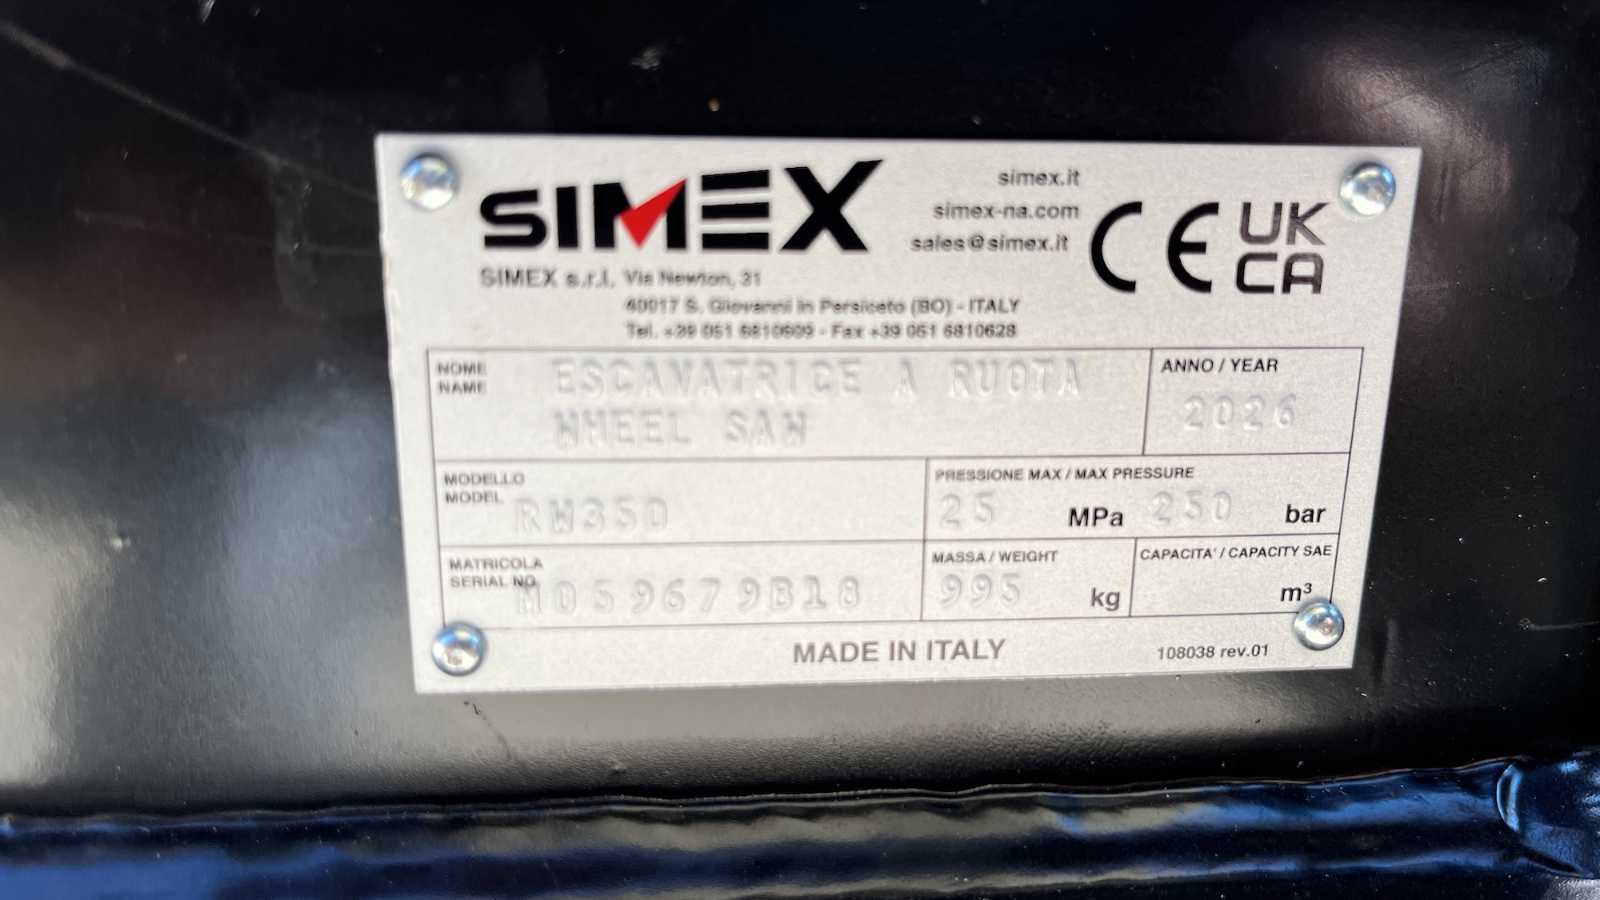 SIMEX
simex.it
simex-na.com
sales@simex.it
CE
UK
CA
SIMEX s.r.l. Via Newton, 31
40017 S. Giovanni in Persiceto (BO) - ITALY
Tel. +39 051 6810609 - Fax +39 051 6810628
NOME
NAME
ESCAVATRICE A RUOTA
WHEEL SAW
ANNO / YEAR
2026
MODELLO
MODEL
RW350
PRESSIONE MAX / MAX PRESSURE
25 MPa 250 bar
MATRICOLA
SERIAL NO
M059679B18
MASSA / WEIGHT
995 kg
CAPACITA' / CAPACITY SAE
m³
MADE IN ITALY
108038 rev.01